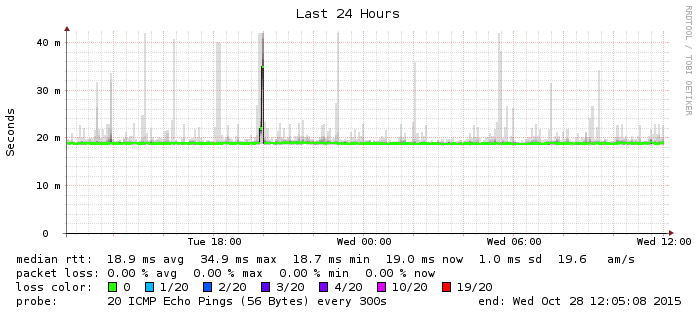 Last 24 Hours
RRDTOOL / TOBI OETIKER
Seconds
40 m
30 m
20 m
10 m
0
Tue 18:00 Wed 00:00 Wed 06:00 Wed 12:00
median rtt: 18.9 ms avg 34.9 ms max 18.7 ms min 19.0 ms now 1.0 ms sd 19.6 am/s
packet loss: 0.00 % avg 0.00 % max 0.00 % min 0.00 % now
loss color: 0 1/20 2/20 3/20 4/20 10/20 19/20
probe: 20 ICMP Echo Pings (56 Bytes) every 300s end: Wed Oct 28 12:05:08 2015